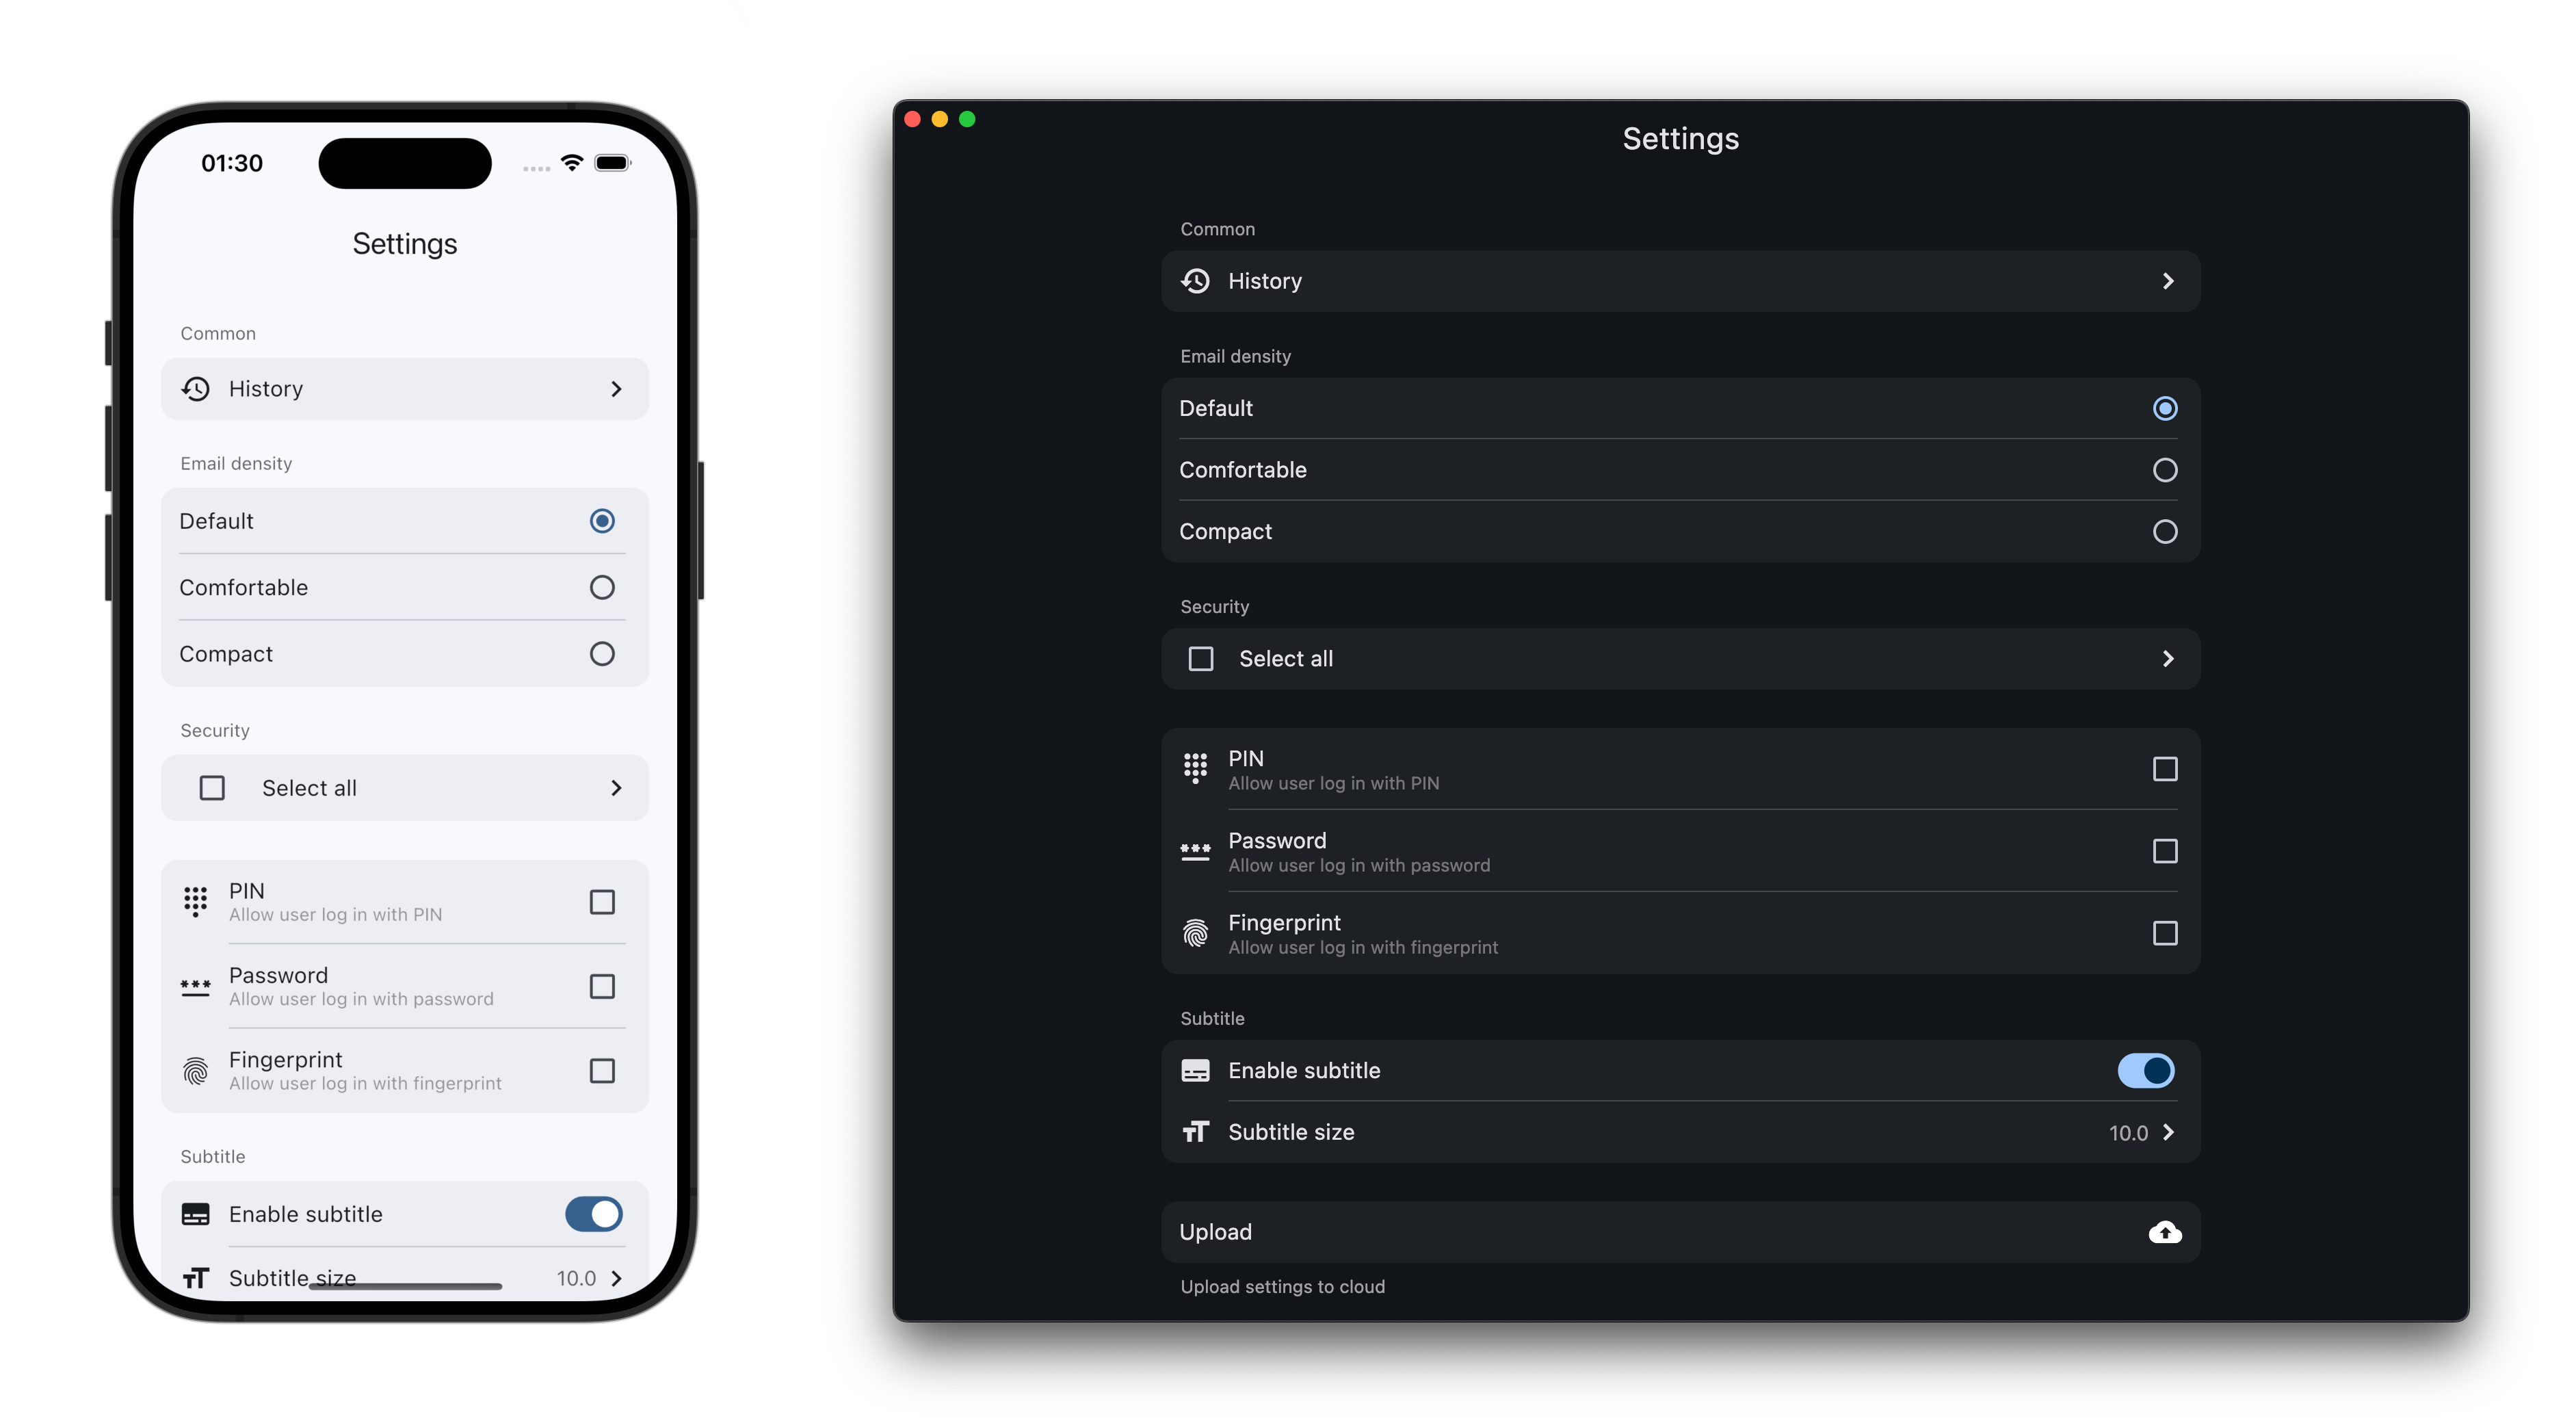 01:30
Settings
Common
History
Email density
Default
Comfortable
Compact
Security
Select all
PIN
Allow user log in with PIN
Password
Allow user log in with password
Fingerprint
Allow user log in with fingerprint
Subtitle
Enable subtitle
Subtitle size 10.0
Settings
Common
History
Email density
Default
Comfortable
Compact
Security
Select all
PIN
Allow user log in with PIN
Password
Allow user log in with password
Fingerprint
Allow user log in with fingerprint
Subtitle
Enable subtitle
Subtitle size 10.0
Upload
Upload settings to cloud